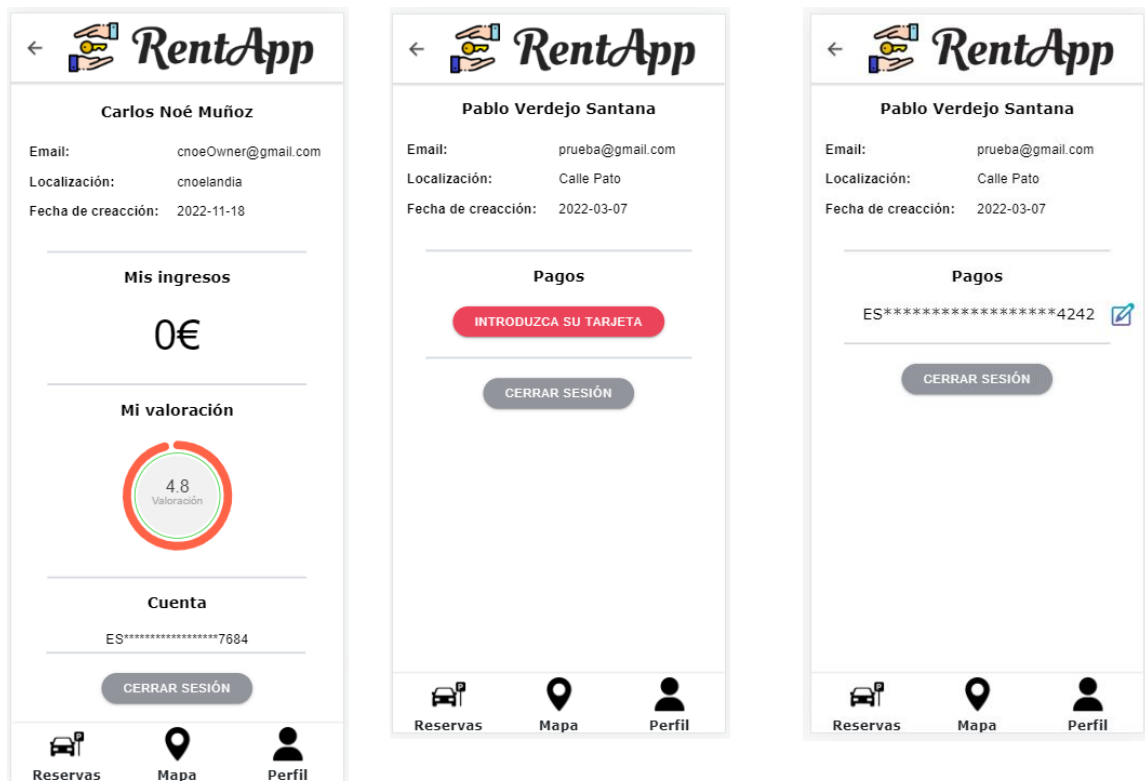 RentApp
Carlos Noé Muñoz
Email: cnoeOwner@gmail.com
Localización: cnoelandia
Fecha de creacción: 2022-11-18
Mis ingresos
0€
Mi valoración
4.8
Valoración
Cuenta
ES******************7684
CERRAR SESIÓN
Reservas Mapa Perfil
RentApp
Pablo Verdejo Santana
Email: prueba@gmail.com
Localización: Calle Pato
Fecha de creacción: 2022-03-07
Pagos
INTRODUZCA SU TARJETA
CERRAR SESIÓN
Reservas Mapa Perfil
RentApp
Pablo Verdejo Santana
Email: prueba@gmail.com
Localización: Calle Pato
Fecha de creacción: 2022-03-07
Pagos
ES******************4242
CERRAR SESIÓN
Reservas Mapa Perfil